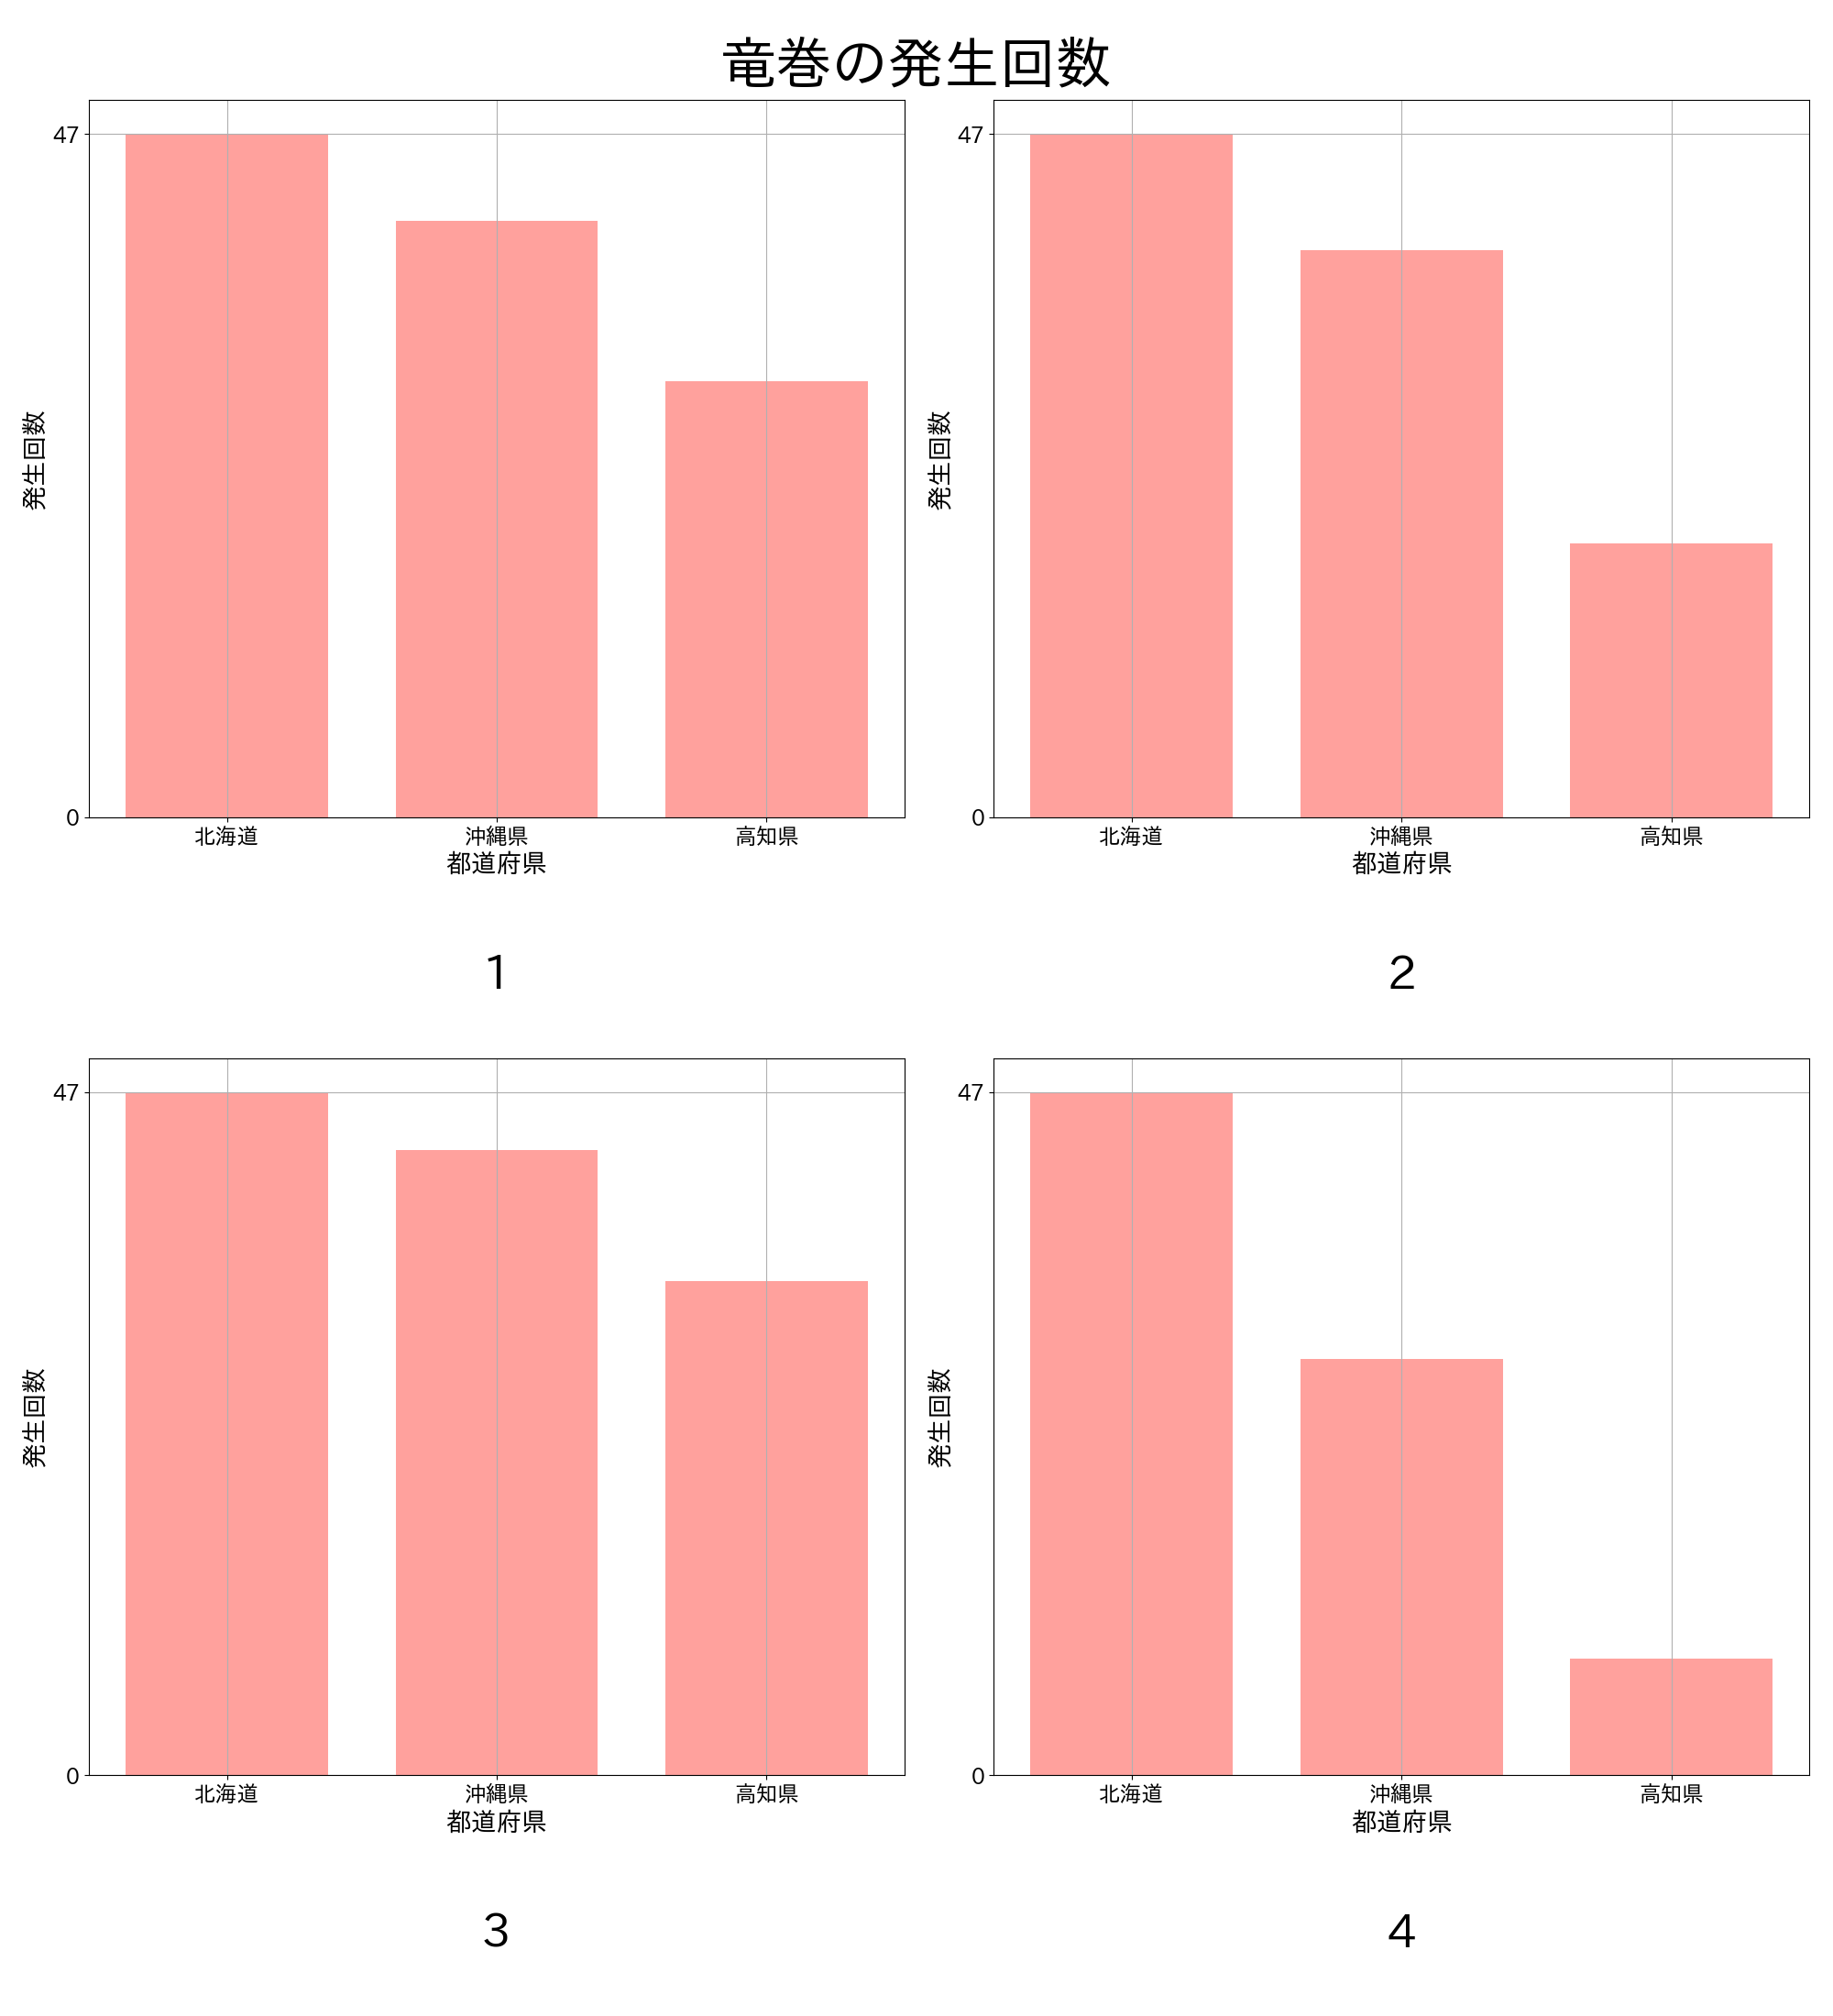 竜巻の発生回数
47
0
発生回数
北海道 沖縄県 高知県
都道府県
1
47
0
発生回数
北海道 沖縄県 高知県
都道府県
2
47
0
発生回数
北海道 沖縄県 高知県
都道府県
3
47
0
発生回数
北海道 沖縄県 高知県
都道府県
4